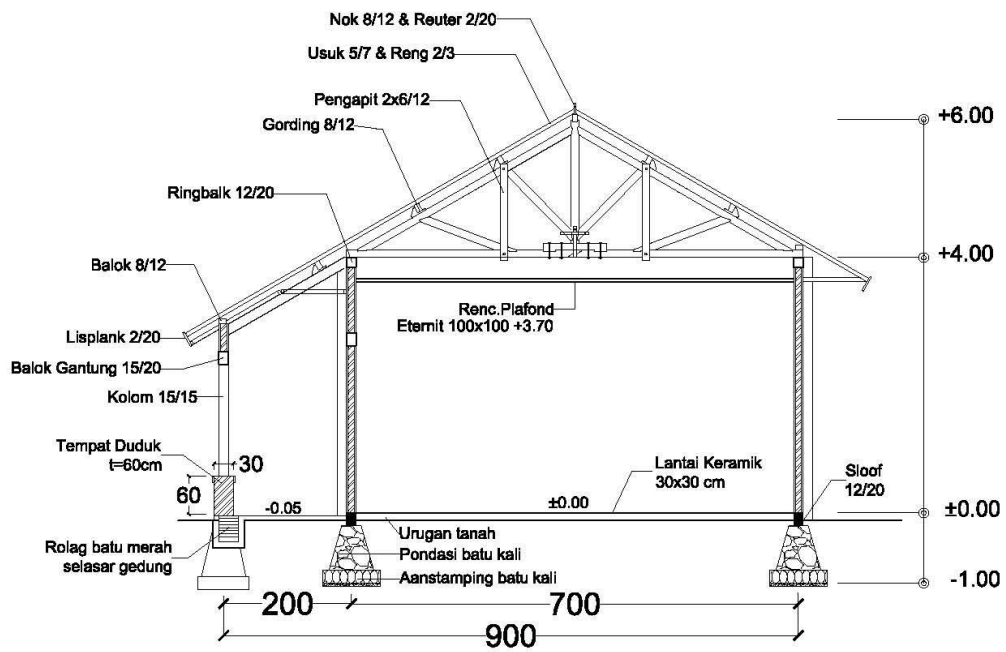 Nok 8/12 & Reuter 2/20
Usuk 5/7 & Reng 2/3
Pengapit 2x6/12
Gording 8/12
+6.00
Ringbalk 12/20
+4.00
Balok 8/12
Renc.Plafond
Eternit 100x100 +3.70
Lisplank 2/20
Balok Gantung 15/20
Kolom 15/15
Tempat Duduk
t=60cm
30
Lantai Keramik
30x30 cm
Sloof
12/20
60
-0.05
±0.00
±0.00
Urugan tanah
Rolag batu merah
selasar gedung
Pondasi batu kali
Aanstamping batu kali
-1.00
200
700
900